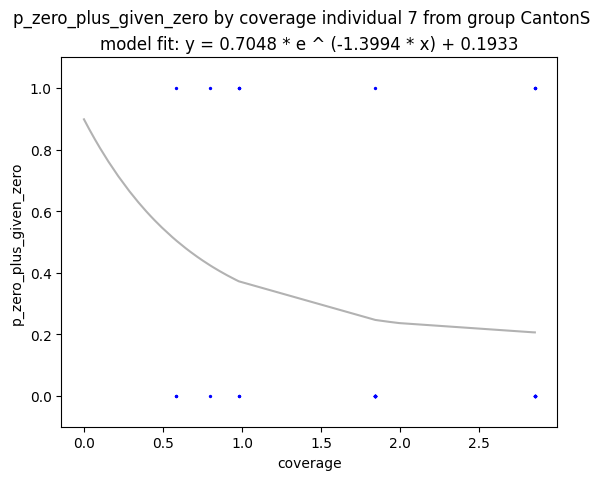 p_zero_plus_given_zero by coverage individual 7 from group CantonS
model fit: y = 0.7048 * e ^ (-1.3994 * x) + 0.1933
1.0
0.8
0.6
0.4
0.2
0.0
p_zero_plus_given_zero
0.0 0.5 1.0 1.5 2.0 2.5
coverage